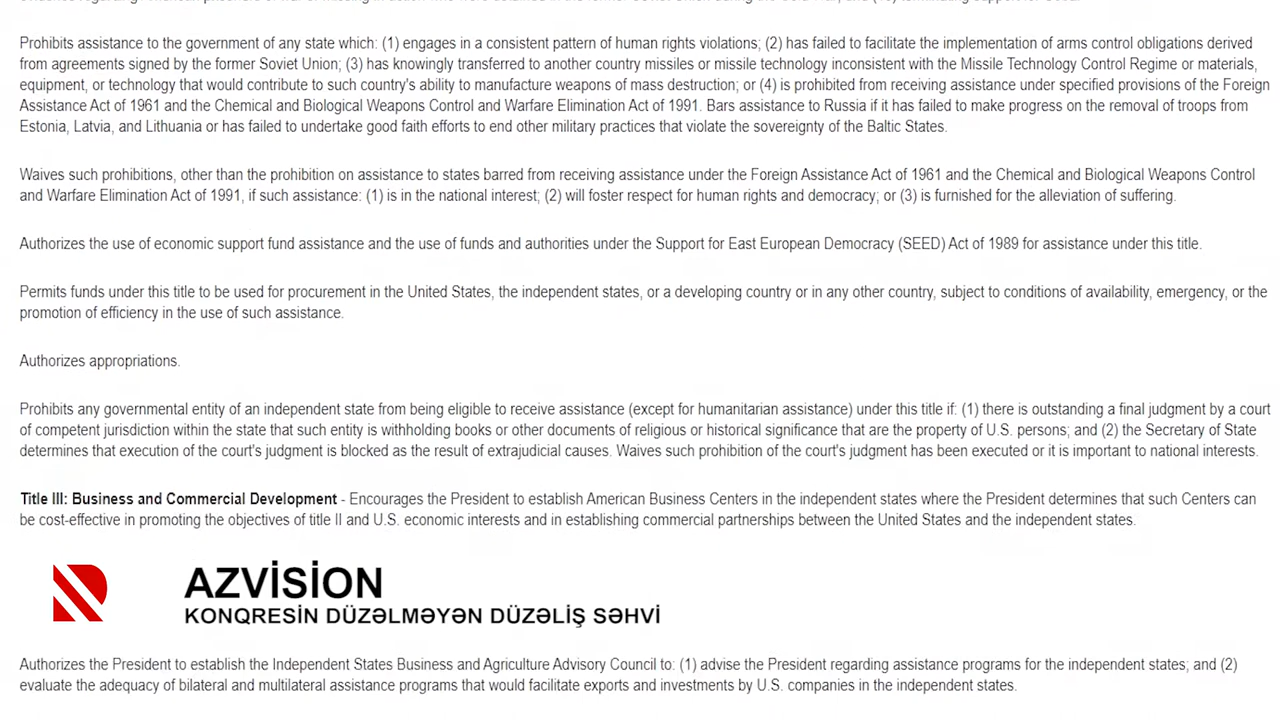 Prohibits assistance to the government of any state which: (1) engages in a consistent pattern of human rights violations; (2) has failed to facilitate the implementation of arms control obligations derived
from agreements signed by the former Soviet Union; (3) has knowingly transferred to another country missiles or missile technology inconsistent with the Missile Technology Control Regime or materials,
equipment, or technology that would contribute to such country's ability to manufacture weapons of mass destruction; or (4) is prohibited from receiving assistance under specified provisions of the Foreign
Assistance Act of 1961 and the Chemical and Biological Weapons Control and Warfare Elimination Act of 1991. Bars assistance to Russia if it has failed to make progress on the removal of troops from
Estonia, Latvia, and Lithuania or has failed to undertake good faith efforts to end other military practices that violate the sovereignty of the Baltic States.
Waives such prohibitions, other than the prohibition on assistance to states barred from receiving assistance under the Foreign Assistance Act of 1961 and the Chemical and Biological Weapons Control
and Warfare Elimination Act of 1991, if such assistance: (1) is in the national interest; (2) will foster respect for human rights and democracy; or (3) is furnished for the alleviation of suffering.
Authorizes the use of economic support fund assistance and the use of funds and authorities under the Support for East European Democracy (SEED) Act of 1989 for assistance under this title.
Permits funds under this title to be used for procurement in the United States, the independent states, or a developing country or in any other country, subject to conditions of availability, emergency, or the
promotion of efficiency in the use of such assistance.
Authorizes appropriations.
Prohibits any governmental entity of an independent state from being eligible to receive assistance (except for humanitarian assistance) under this title if: (1) there is outstanding a final judgment by a court
of competent jurisdiction within the state that such entity is withholding books or other documents of religious or historical significance that are the property of U.S. persons; and (2) the Secretary of State
determines that execution of the court's judgment is blocked as the result of extrajudicial causes. Waives such prohibition of the court's judgment has been executed or it is important to national interests.
Title III: Business and Commercial Development - Encourages the President to establish American Business Centers in the independent states where the President determines that such Centers can
be cost-effective in promoting the objectives of title II and U.S. economic interests and in establishing commercial partnerships between the United States and the independent states.
AZVİSİON
KONQRESİN DÜZƏLMƏYƏN DÜZƏLİŞ SƏHVİ
Authorizes the President to establish the Independent States Business and Agriculture Advisory Council to: (1) advise the President regarding assistance programs for the independent states; and (2)
evaluate the adequacy of bilateral and multilateral assistance programs that would facilitate exports and investments by U.S. companies in the independent states.